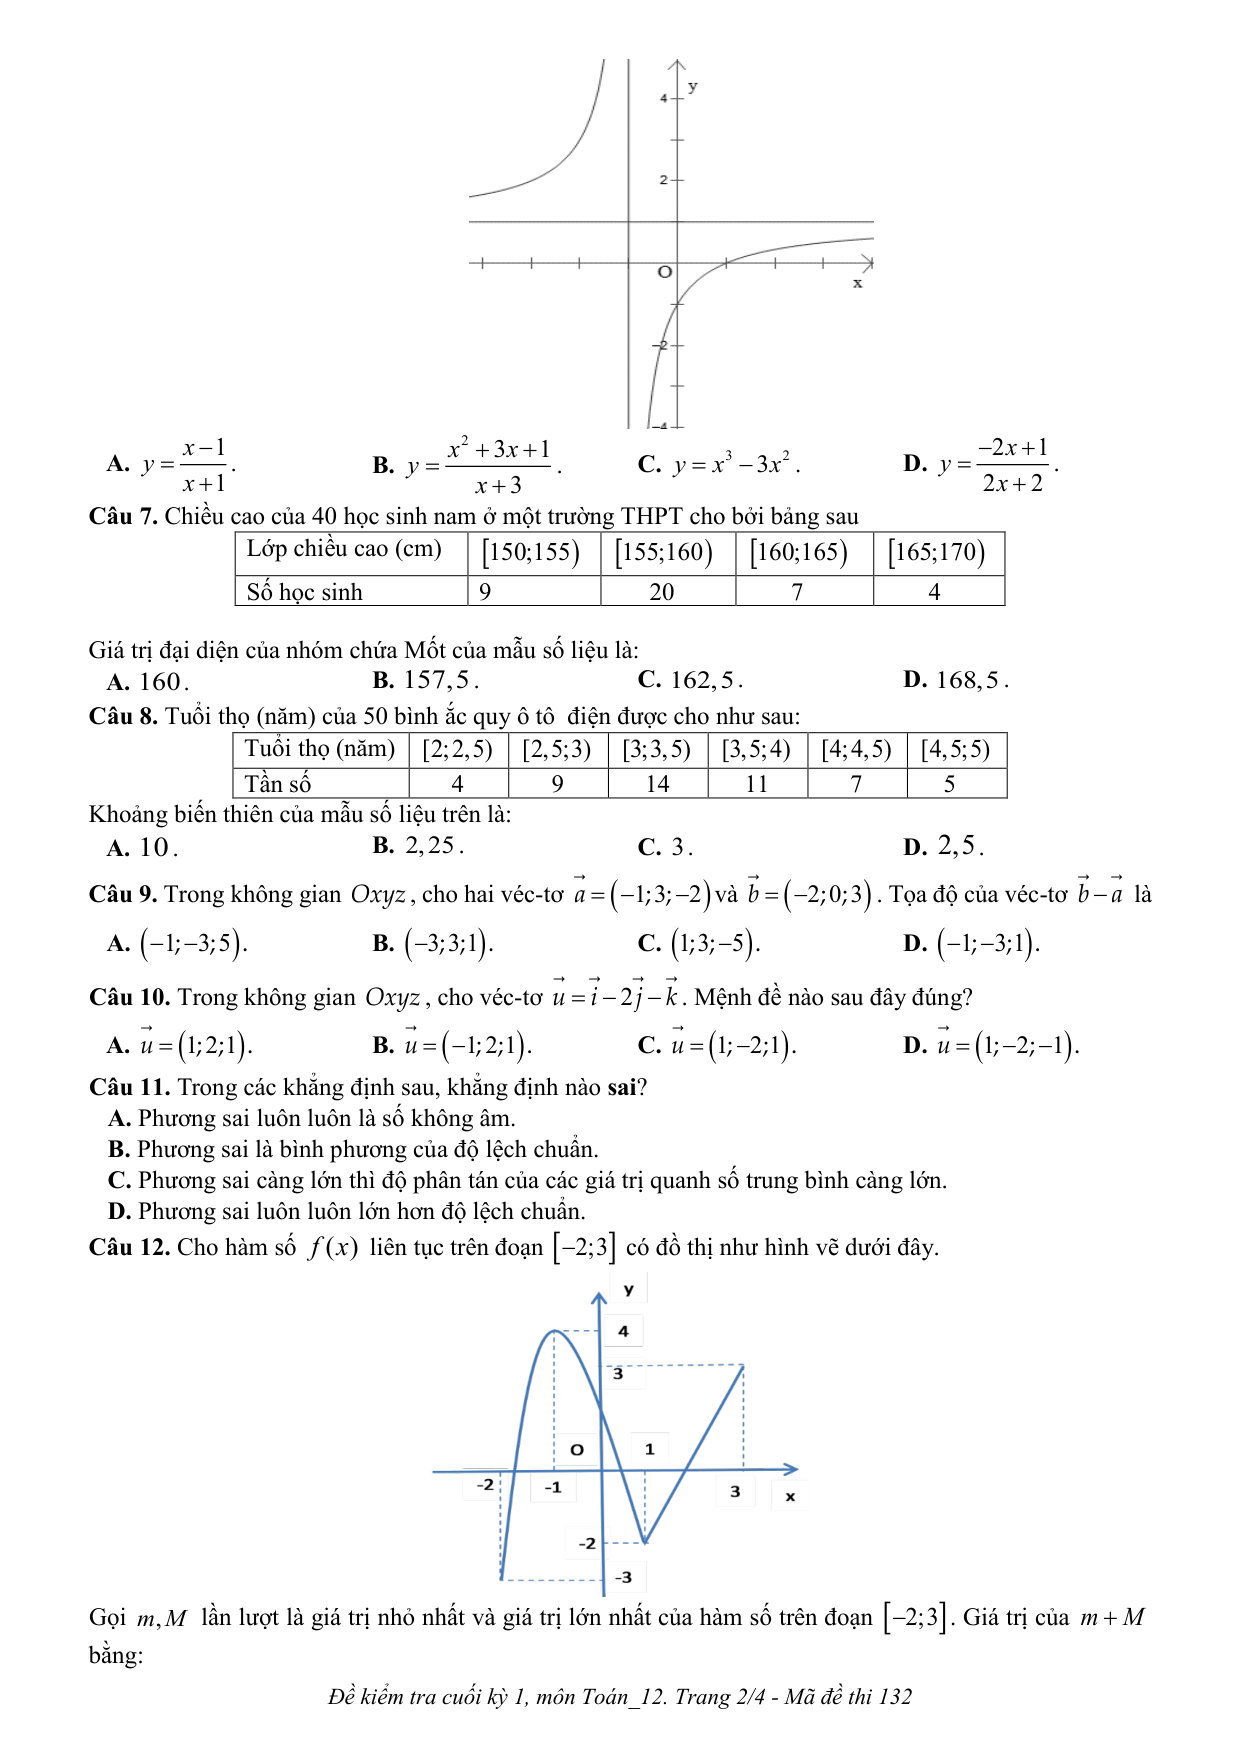 y
4
2
O
x
-2
-4
A. y = (x−1)/(x+1). B. y = (x²+3x+1)/(x+3). C. y = x³ − 3x². D. y = (−2x+1)/(2x+2).
Câu 7. Chiều cao của 40 học sinh nam ở một trường THPT cho bởi bảng sau
Lớp chiều cao (cm) [150;155) [155;160) [160;165) [165;170)
Số học sinh 9 20 7 4
Giá trị đại diện của nhóm chứa Mốt của mẫu số liệu là:
A. 160. B. 157,5. C. 162,5. D. 168,5.
Câu 8. Tuổi thọ (năm) của 50 bình ắc quy ô tô điện được cho như sau:
Tuổi thọ (năm) [2;2,5) [2,5;3) [3;3,5) [3,5;4) [4;4,5) [4,5;5)
Tần số 4 9 14 11 7 5
Khoảng biến thiên của mẫu số liệu trên là:
A. 10. B. 2,25. C. 3. D. 2,5.
Câu 9. Trong không gian Oxyz, cho hai véc-tơ a⃗ = (−1;3;−2) và b⃗ = (−2;0;3). Tọa độ của véc-tơ b⃗ − a⃗ là
A. (−1;−3;5). B. (−3;3;1). C. (1;3;−5). D. (−1;−3;1).
Câu 10. Trong không gian Oxyz, cho véc-tơ u⃗ = i⃗ − 2j⃗ − k⃗. Mệnh đề nào sau đây đúng?
A. u⃗ = (1;2;1). B. u⃗ = (−1;2;1). C. u⃗ = (1;−2;1). D. u⃗ = (1;−2;−1).
Câu 11. Trong các khẳng định sau, khẳng định nào sai?
A. Phương sai luôn luôn là số không âm.
B. Phương sai là bình phương của độ lệch chuẩn.
C. Phương sai càng lớn thì độ phân tán của các giá trị quanh số trung bình càng lớn.
D. Phương sai luôn luôn lớn hơn độ lệch chuẩn.
Câu 12. Cho hàm số f(x) liên tục trên đoạn [−2;3] có đồ thị như hình vẽ dưới đây.
y
4
3
O 1
-2 -1 3 x
-2
-3
Gọi m, M lần lượt là giá trị nhỏ nhất và giá trị lớn nhất của hàm số trên đoạn [−2;3]. Giá trị của m + M
bằng:
Đề kiểm tra cuối kỳ 1, môn Toán_12. Trang 2/4 - Mã đề thi 132